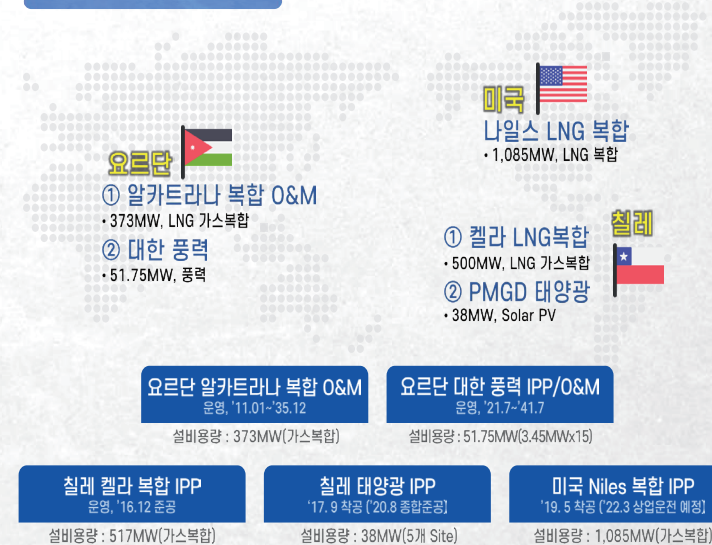 미국
나일스 LNG 복합
• 1,085MW, LNG 복합
요르단
① 알카트라나 복합 O&M
• 373MW, LNG 가스복합
② 대한 풍력
• 51.75MW, 풍력
칠레
① 켈라 LNG복합
• 500MW, LNG 가스복합
② PMGD 태양광
• 38MW, Solar PV
요르단 알카트라나 복합 O&M
운영, '11.01~'35.12
설비용량 : 373MW(가스복합)
요르단 대한 풍력 IPP/O&M
운영, '21.7~'41.7
설비용량 : 51.75MW(3.45MWx15)
칠레 켈라 복합 IPP
운영, '16.12 준공
설비용량 : 517MW(가스복합)
칠레 태양광 IPP
'17. 9 착공 ['20.8 종합준공]
설비용량 : 38MW(5개 Site)
미국 Niles 복합 IPP
'19. 5 착공 ['22.3 상업운전 예정]
설비용량 : 1,085MW(가스복합)